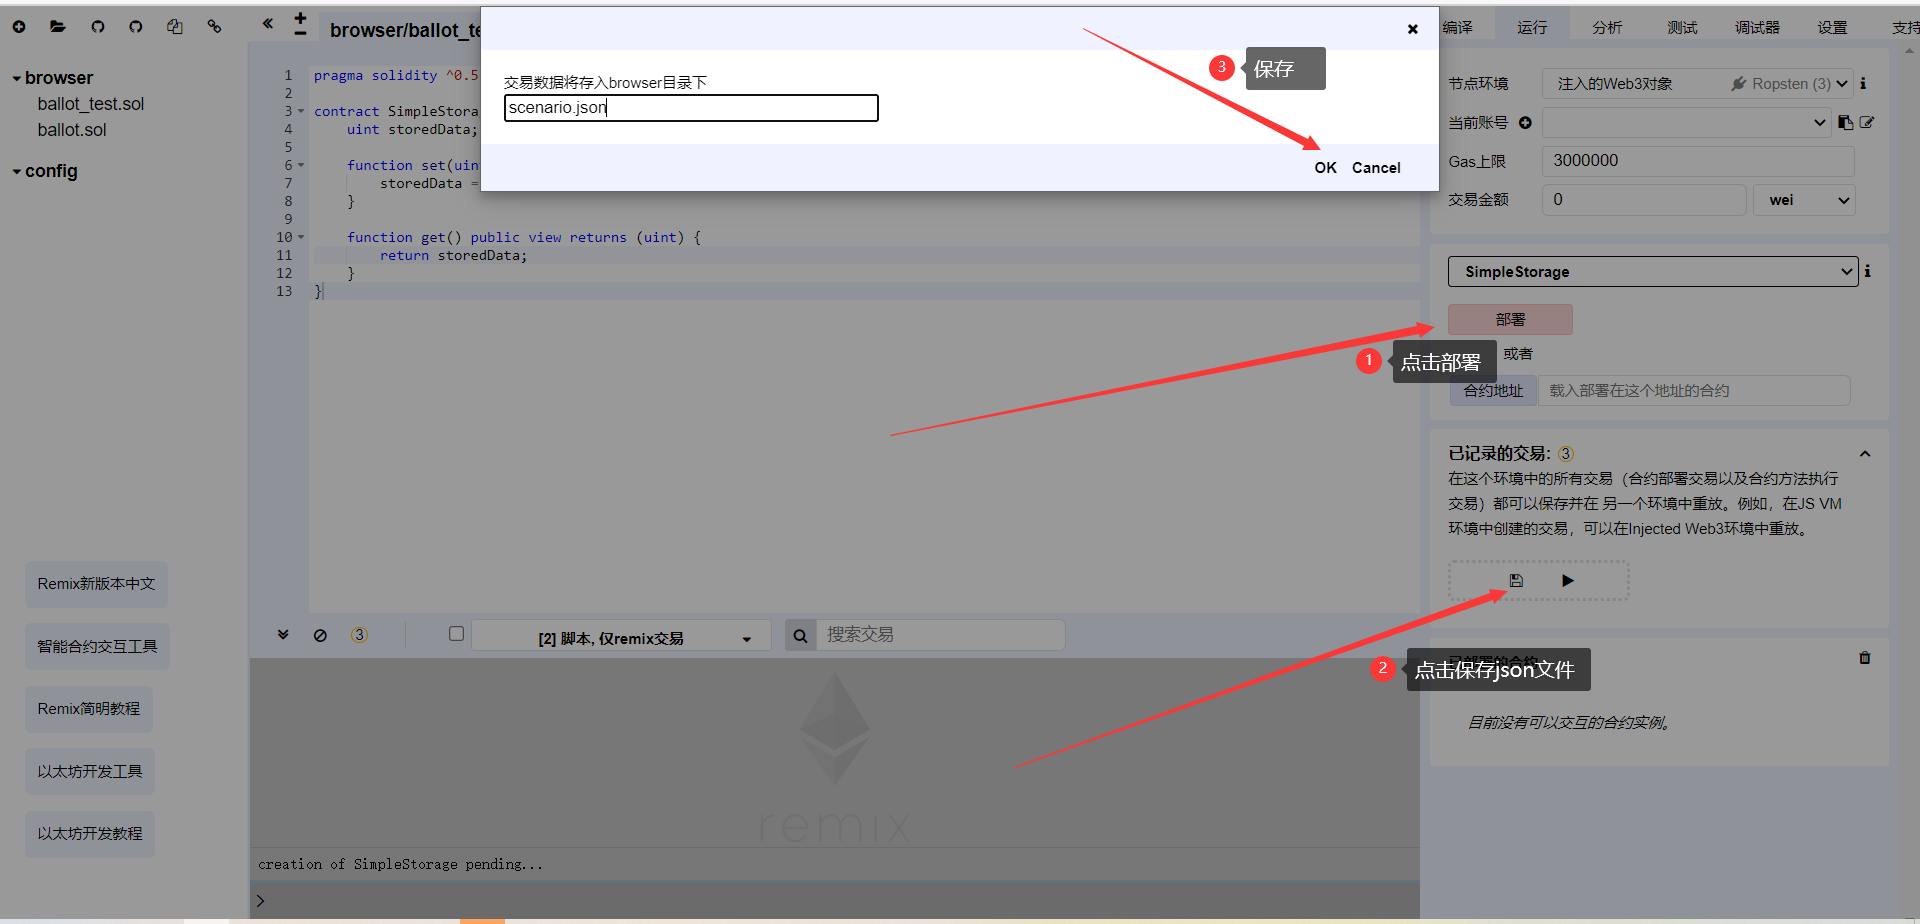 browser/ballot_te
编译
运行
分析
测试
调试器
设置
支持
browser
ballot_test.sol
ballot.sol
config
Remix新版本中文
智能合约交互工具
Remix简明教程
以太坊开发工具
以太坊开发教程
1 pragma solidity ^0.5
2
3 contract SimpleStora
4 uint storedData;
5
6 function set(uin
7 storedData =
8 }
9
10 function get() public view returns (uint) {
11 return storedData;
12 }
13 }
交易数据将存入browser目录下
scenario.json
OK Cancel
3 保存
节点环境 注入的Web3对象 Ropsten (3)
当前账号
Gas上限 3000000
交易金额 0 wei
SimpleStorage
部署
1 点击部署
或者
合约地址 载入部署在这个地址的合约
已记录的交易: 3
在这个环境中的所有交易（合约部署交易以及合约方法执行
交易）都可以保存并在 另一个环境中重放。例如，在JS VM
环境中创建的交易，可以在Injected Web3环境中重放。
2 点击保存json文件
已部署的合约
目前没有可以交互的合约实例。
3
[2] 脚本, 仅remix交易
搜索交易
remix
creation of SimpleStorage pending...
>